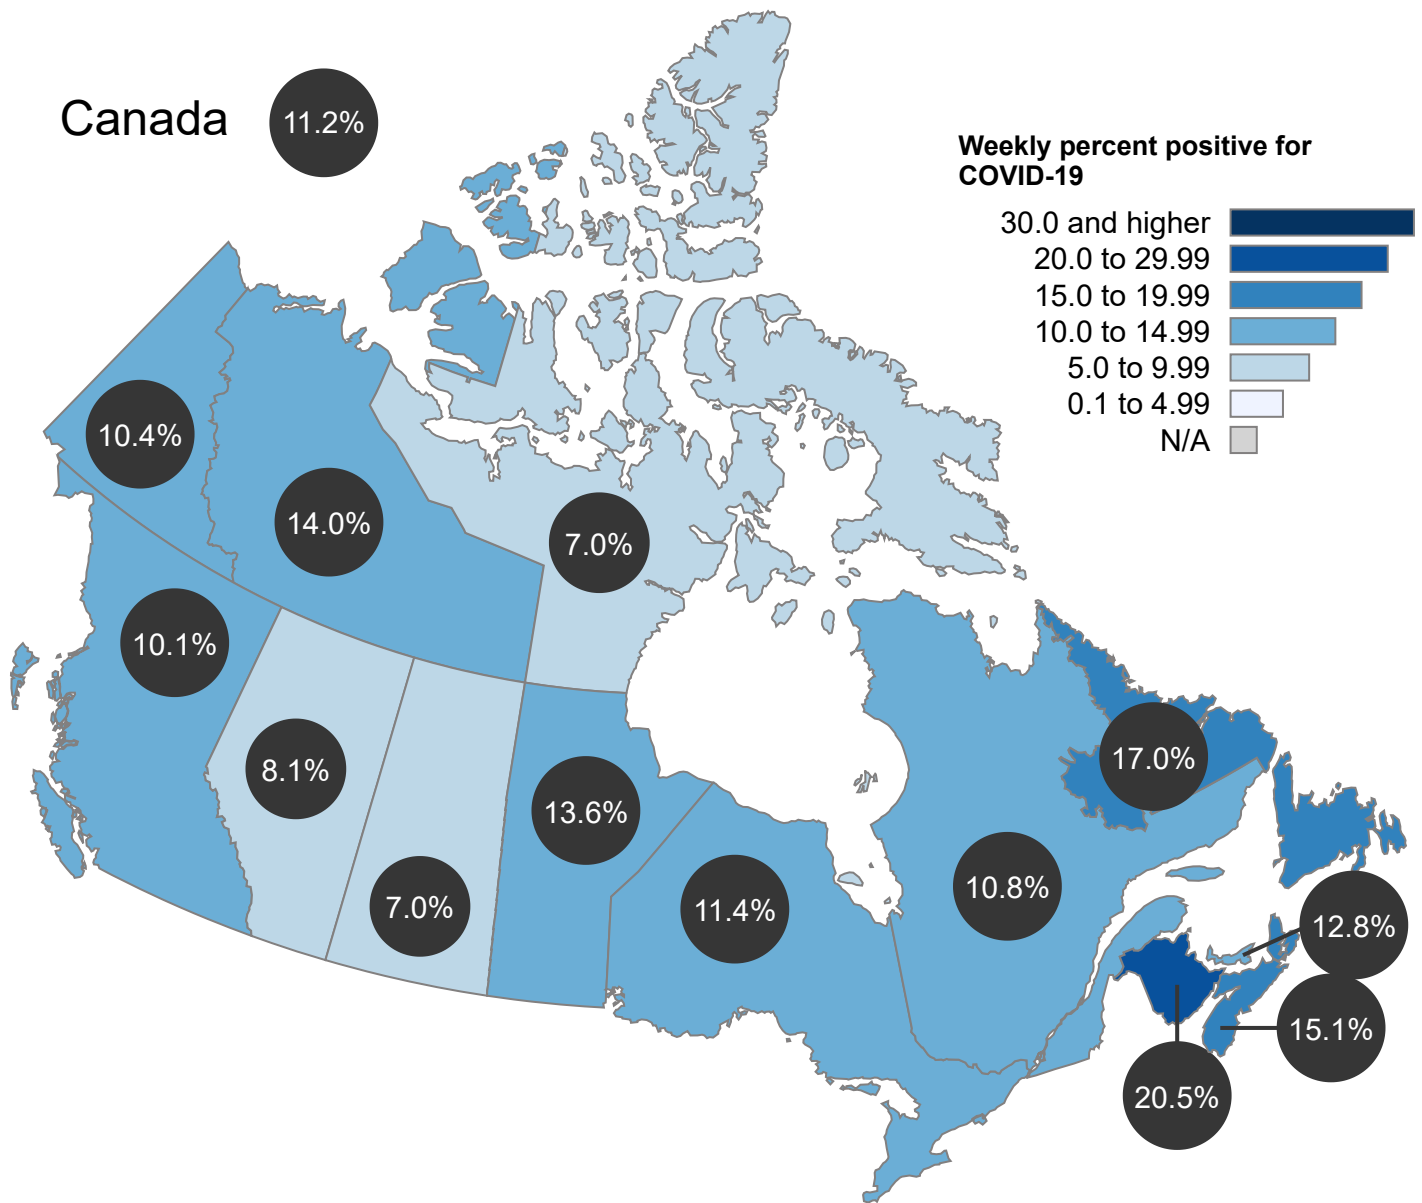 Canada
11.2%
Weekly percent positive for
COVID-19
30.0 and higher
20.0 to 29.99
15.0 to 19.99
10.0 to 14.99
5.0 to 9.99
0.1 to 4.99
N/A
10.4%
14.0%
7.0%
10.1%
8.1%
7.0%
13.6%
11.4%
10.8%
17.0%
12.8%
15.1%
20.5%